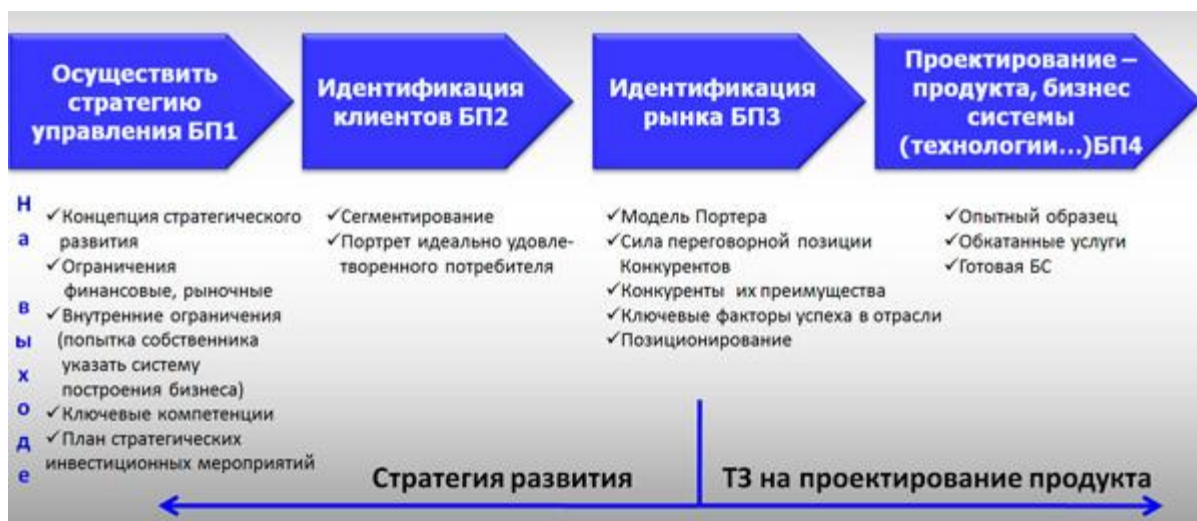 Осуществить
стратегию
управления БП1
Идентификация
клиентов БП2
Идентификация
рынка БП3
Проектирование –
продукта, бизнес
системы
(технологии...)БП4
На выходе
✓Концепция стратегического
развития
✓Ограничения
финансовые, рыночные
✓Внутренние ограничения
(попытка собственника
указать систему
построения бизнеса)
✓Ключевые компетенции
✓План стратегических
инвестиционных мероприятий
✓Сегментирование
✓Портрет идеально удовле-
творенного потребителя
✓Модель Портера
✓Сила переговорной позиции
Конкурентов
✓Конкуренты их преимущества
✓Ключевые факторы успеха в отрасли
✓Позиционирование
✓Опытный образец
✓Обкатанные услуги
✓Готовая БС
Стратегия развития
ТЗ на проектирование продукта